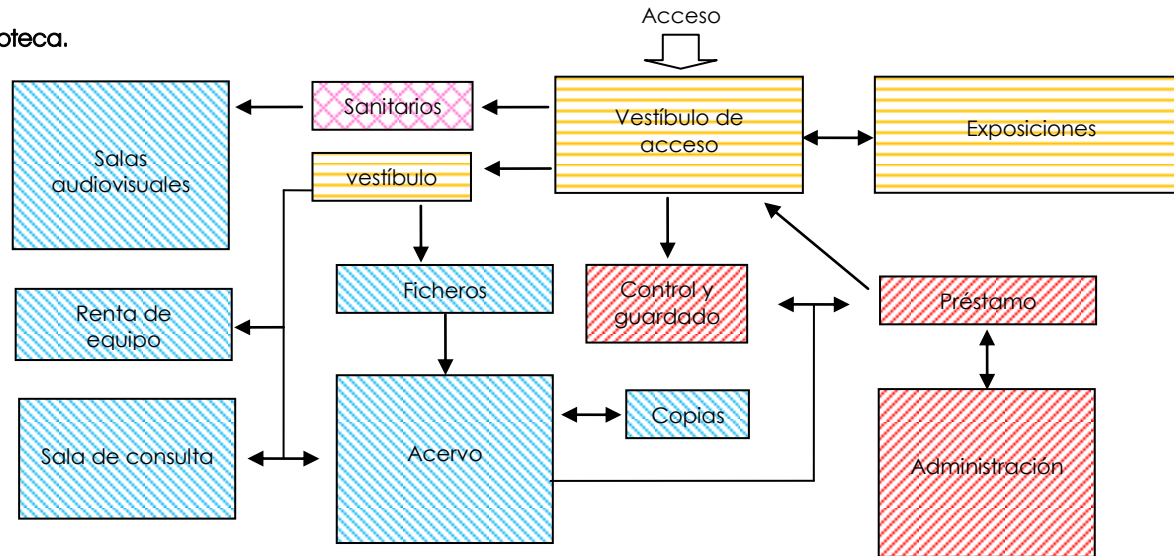 Acceso
oteca.
Sanitarios
Vestíbulo de
acceso
Exposiciones
Salas
audiovisuales
vestíbulo
Ficheros
Control y
guardado
Préstamo
Renta de
equipo
Sala de consulta
Acervo
Copias
Administración